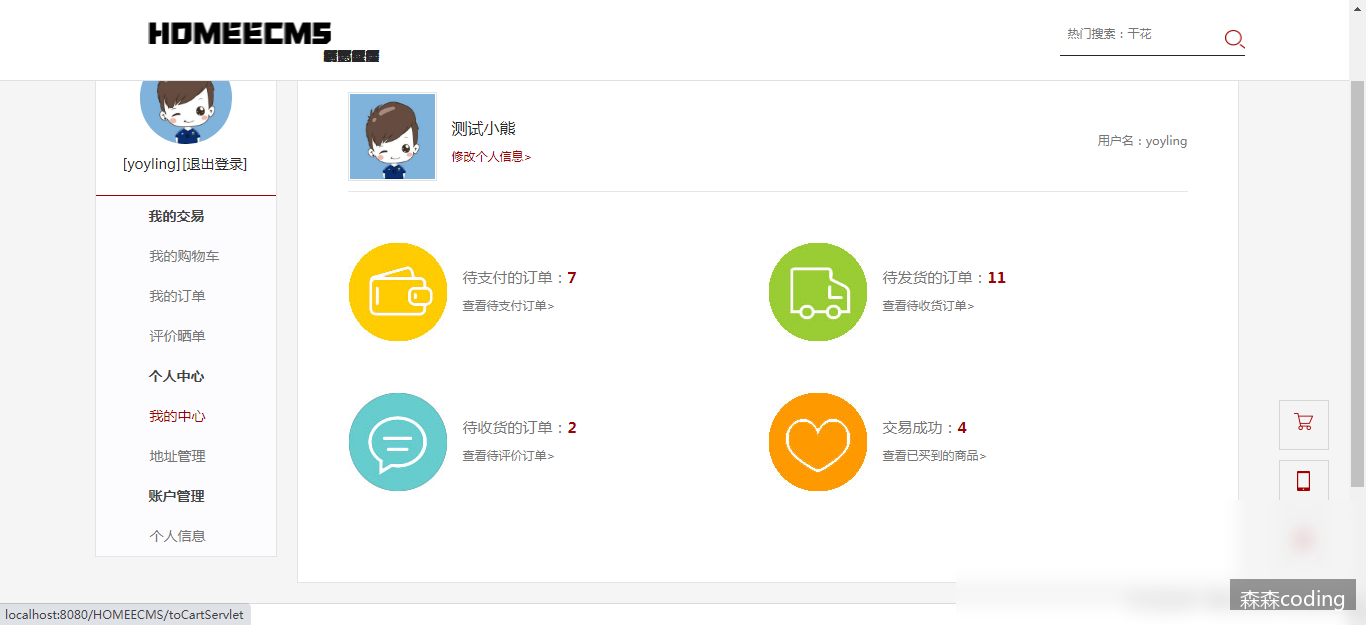 HOMEECMS
热门搜索：干花
[yoyling][退出登录]
我的交易
我的购物车
我的订单
评价晒单
个人中心
我的中心
地址管理
账户管理
个人信息
测试小熊
修改个人信息>
用户名：yoyling
待支付的订单：7
查看待支付订单>
待发货的订单：11
查看待收货订单>
待收货的订单：2
查看待评价订单>
交易成功：4
查看已买到的商品>
localhost:8080/HOMEECMS/toCartServlet
森森coding